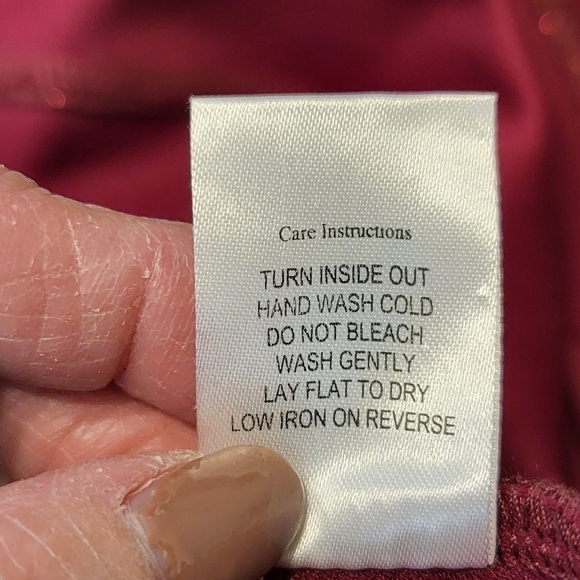 Care Instructions
TURN INSIDE OUT
HAND WASH COLD
DO NOT BLEACH
WASH GENTLY
LAY FLAT TO DRY
LOW IRON ON REVERSE